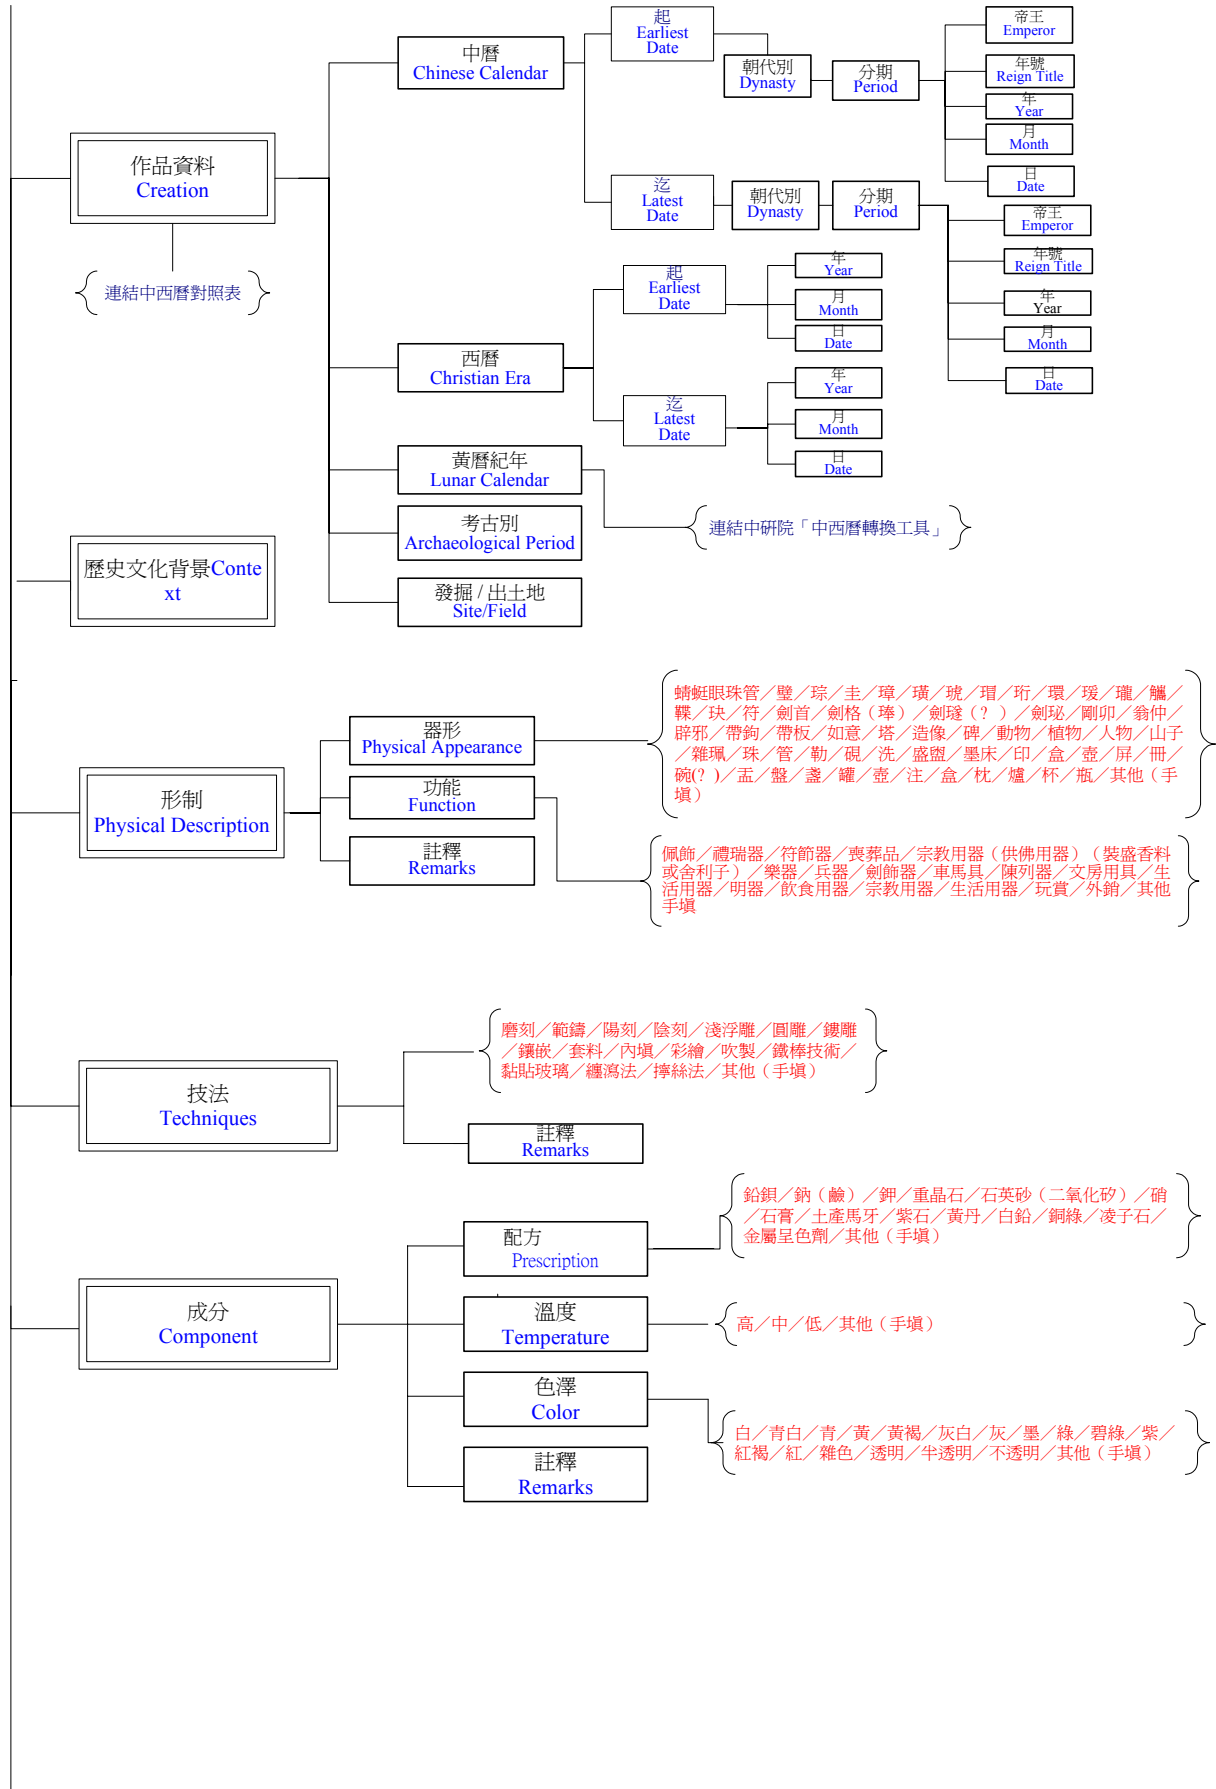 作品資料
Creation
連結中西曆對照表
中曆
Chinese Calendar
起
Earliest
Date
朝代別
Dynasty
分期
Period
帝王
Emperor
年號
Reign Title
年
Year
月
Month
日
Date
迄
Latest
Date
朝代別
Dynasty
分期
Period
帝王
Emperor
年號
Reign Title
年
Year
月
Month
日
Date
西曆
Christian Era
起
Earliest
Date
年
Year
月
Month
日
Date
迄
Latest
Date
年
Year
月
Month
日
Date
黃曆紀年
Lunar Calendar
連結中研院「中西曆轉換工具」
考古別
Archaeological Period
發掘 / 出土地
Site/Field
歷史文化背景Conte
xt
形制
Physical Description
器形
Physical Appearance
蜻蜓眼珠管／璧／琮／圭／璋／璜／琥／瑁／珩／環／瑗／瓏／觿／
韘／玦／符／劍首／劍格（琫）／劍璲（?）／劍珌／剛卯／翁仲／
辟邪／帶鉤／帶板／如意／塔／造像／碑／動物／植物／人物／山子
／雜珮／珠／管／勒／硯／洗／盛盥／墨床／印／盒／壺／屏／冊／
碗(?)／盂／盤／盞／罐／壺／注／盒／枕／爐／杯／瓶／其他（手
填）
功能
Function
佩飾／禮瑞器／符節器／喪葬品／宗教用器（供佛用器）（裝盛香料
或舍利子）／樂器／兵器／劍飾器／車馬具／陳列器／文房用具／生
活用器／明器／飲食用器／宗教用器／生活用器／玩賞／外銷／其他
手填
註釋
Remarks
技法
Techniques
磨刻／範鑄／陽刻／陰刻／淺浮雕／圓雕／鏤雕
／鑲嵌／套料／內填／彩繪／吹製／鐵棒技術／
黏貼玻璃／纏瀉法／擰絲法／其他（手填）
註釋
Remarks
成分
Component
配方
Prescription
鉛鋇／鈉（鹼）／鉀／重晶石／石英砂（二氧化矽）／硝
／石膏／土產馬牙／紫石／黃丹／白鉛／銅綠／凌子石／
金屬呈色劑／其他（手填）
溫度
Temperature
高／中／低／其他（手填）
色澤
Color
白／青白／青／黃／黃褐／灰白／灰／墨／綠／碧綠／紫／
紅褐／紅／雜色／透明／半透明／不透明／其他（手填）
註釋
Remarks